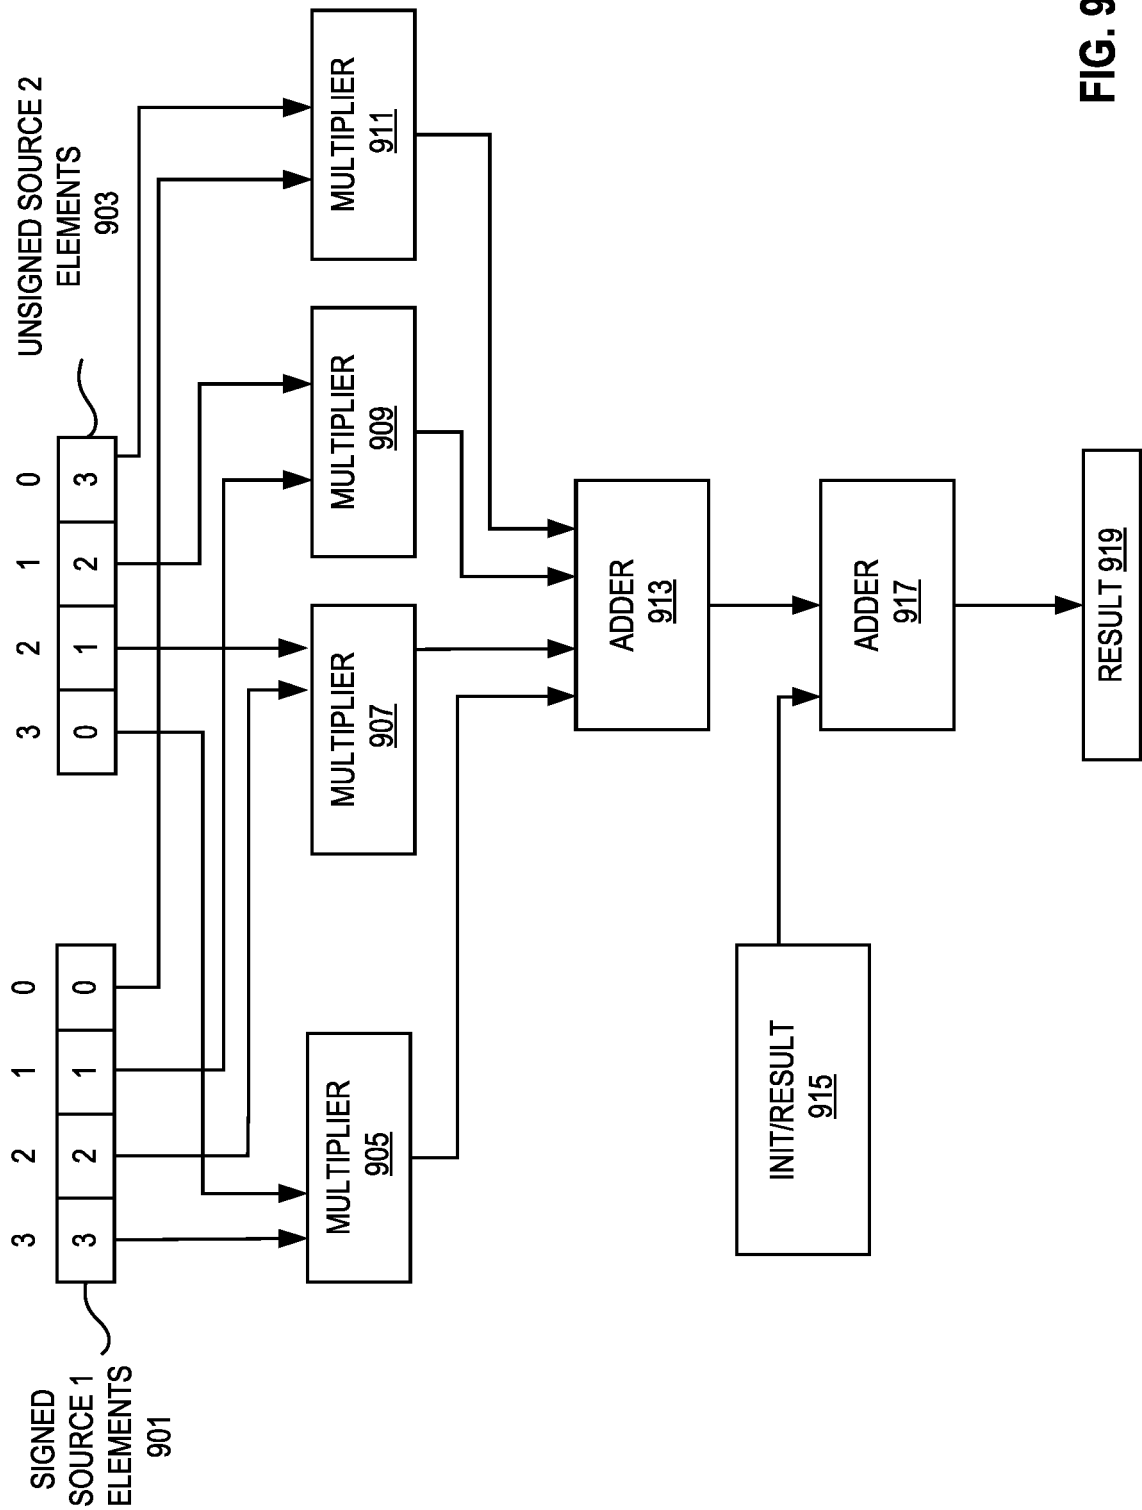 SIGNED
SOURCE 1
ELEMENTS
901
3 2 1 0
3 2 1 0
UNSIGNED SOURCE 2
ELEMENTS
903
3 2 1 0
0 1 2 3
MULTIPLIER
905
MULTIPLIER
907
MULTIPLIER
909
MULTIPLIER
911
ADDER
913
INIT/RESULT
915
ADDER
917
RESULT 919
FIG. 9